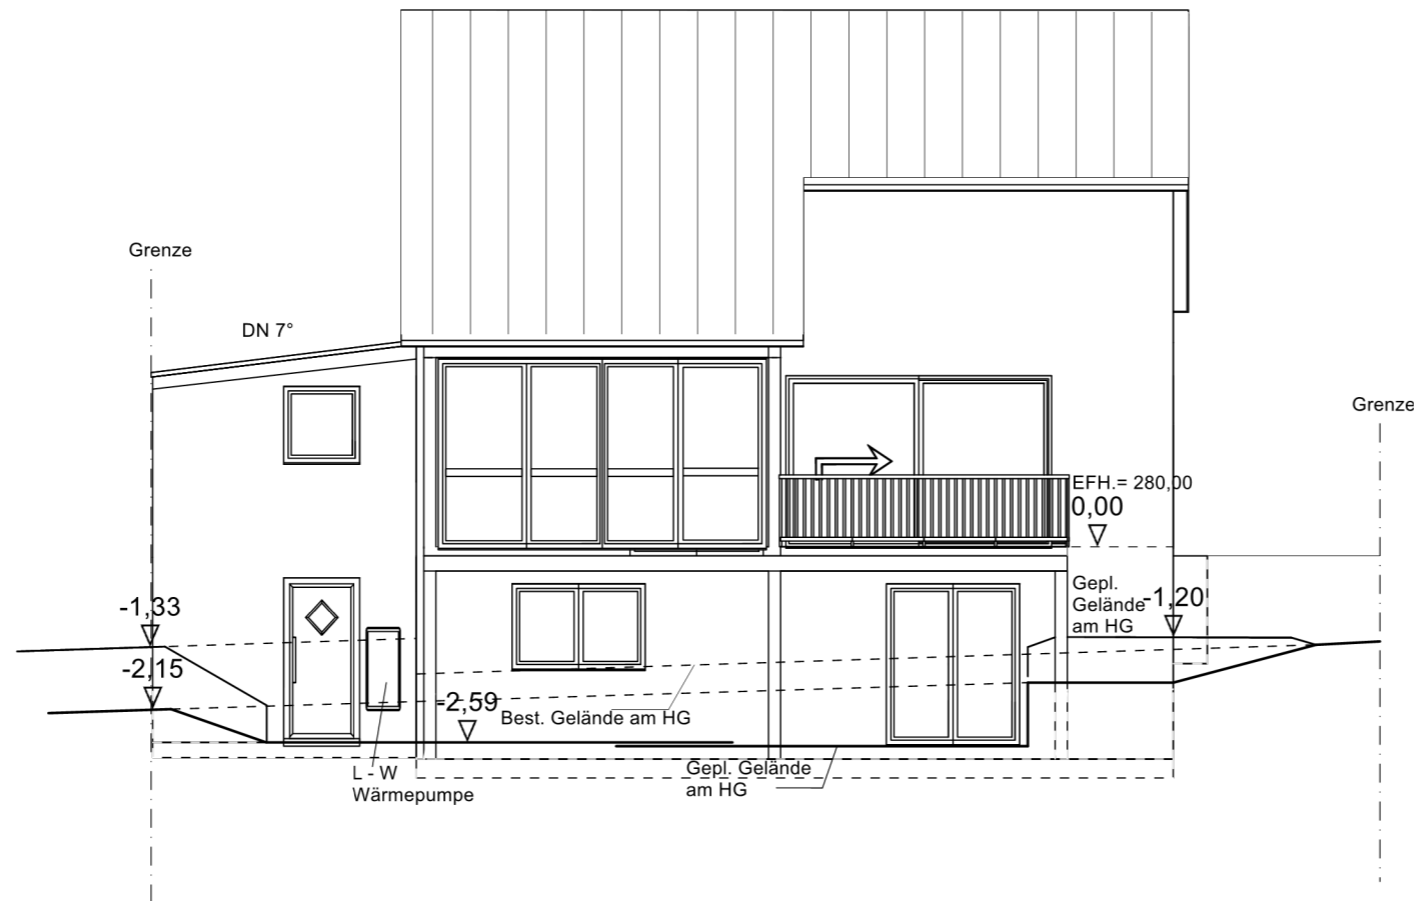 Grenze
DN 7°
Grenze
EFH.= 280,00
0,00
Gepl.
Gelände
am HG
-1,20
-1,33
-2,15
-2,59
Best. Gelände am HG
L - W
Wärmepumpe
Gepl. Gelände
am HG